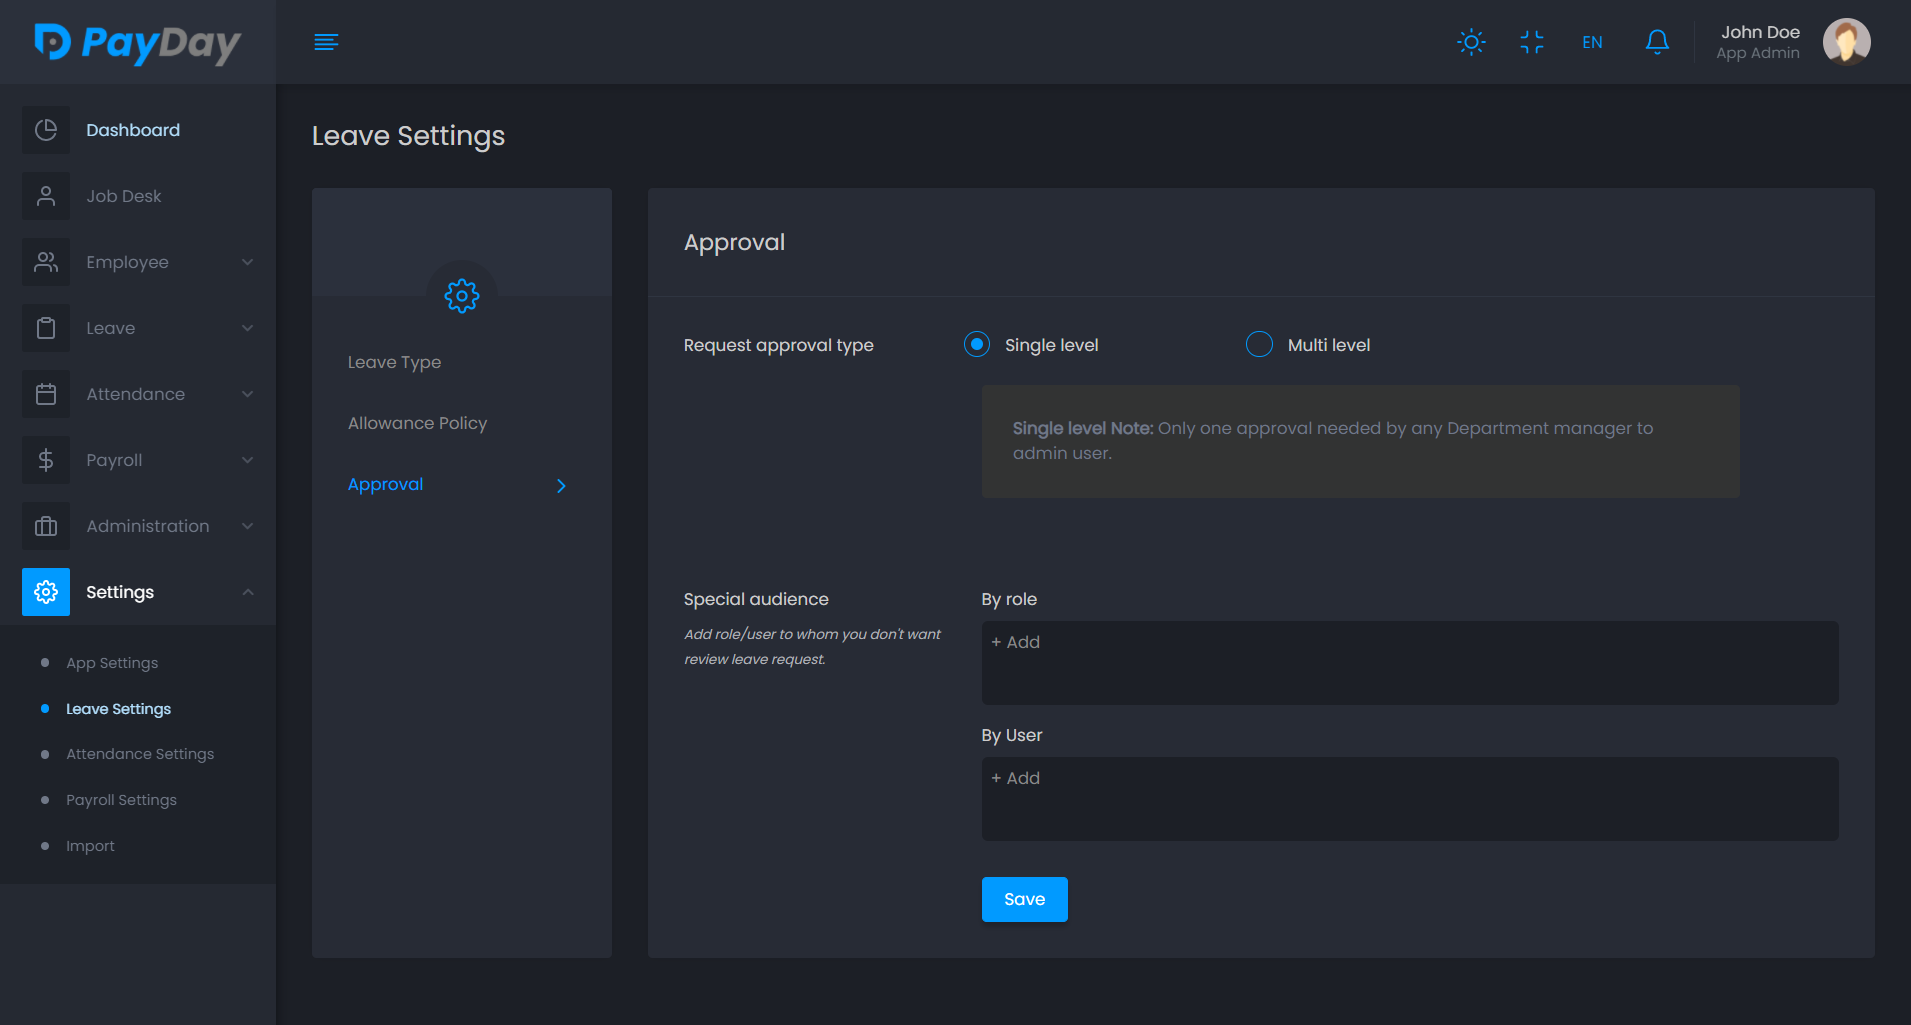 PayDay
EN
John Doe
App Admin
Dashboard
Job Desk
Employee
Leave
Attendance
Payroll
Administration
Settings
App Settings
Leave Settings
Attendance Settings
Payroll Settings
Import
Leave Settings
Leave Type
Allowance Policy
Approval
Approval
Request approval type
Single level
Multi level
Single level Note: Only one approval needed by any Department manager to
admin user.
Special audience
Add role/user to whom you don't want
review leave request.
By role
+ Add
By User
+ Add
Save